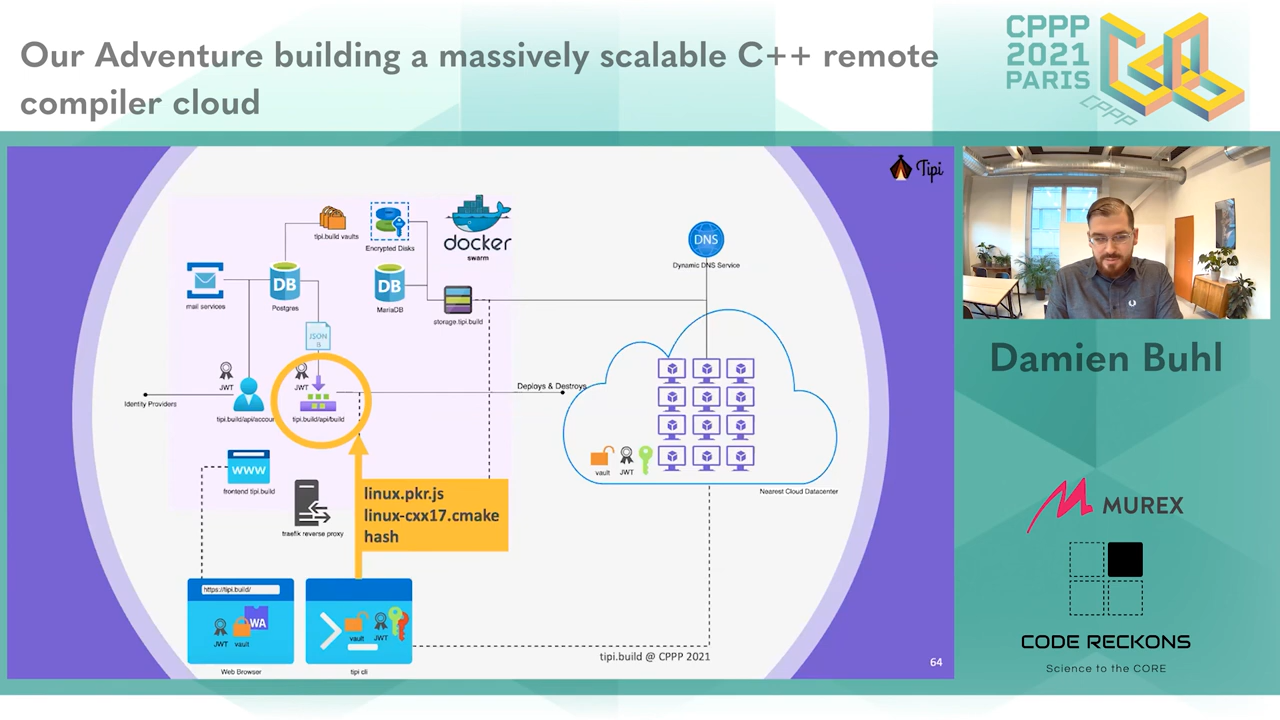 Our Adventure building a massively scalable C++ remote
compiler cloud
CPPP
2021
PARIS
CPPP
Tipi
tipi.build vaults
Encrypted Disks
docker
swarm
DNS
Dynamic DNS Service
mail services
DB
Postgres
DB
MariaDB
storage.tipi.build
JSON
B
JWT
JWT
Identity Providers
tipi.build/api/accoun
tipi.build/api/build
Deploys & Destroys
WWW
frontend tipi.build
traefik reverse proxy
linux.pkr.js
linux-cxx17.cmake
hash
vault
JWT
Nearest Cloud Datacenter
https://tipi.build/
WA
JWT
vault
Web Browser
vault
JWT
tipi cli
tipi.build @ CPPP 2021
64
Damien Buhl
MUREX
CODE RECKONS
Science to the CORE